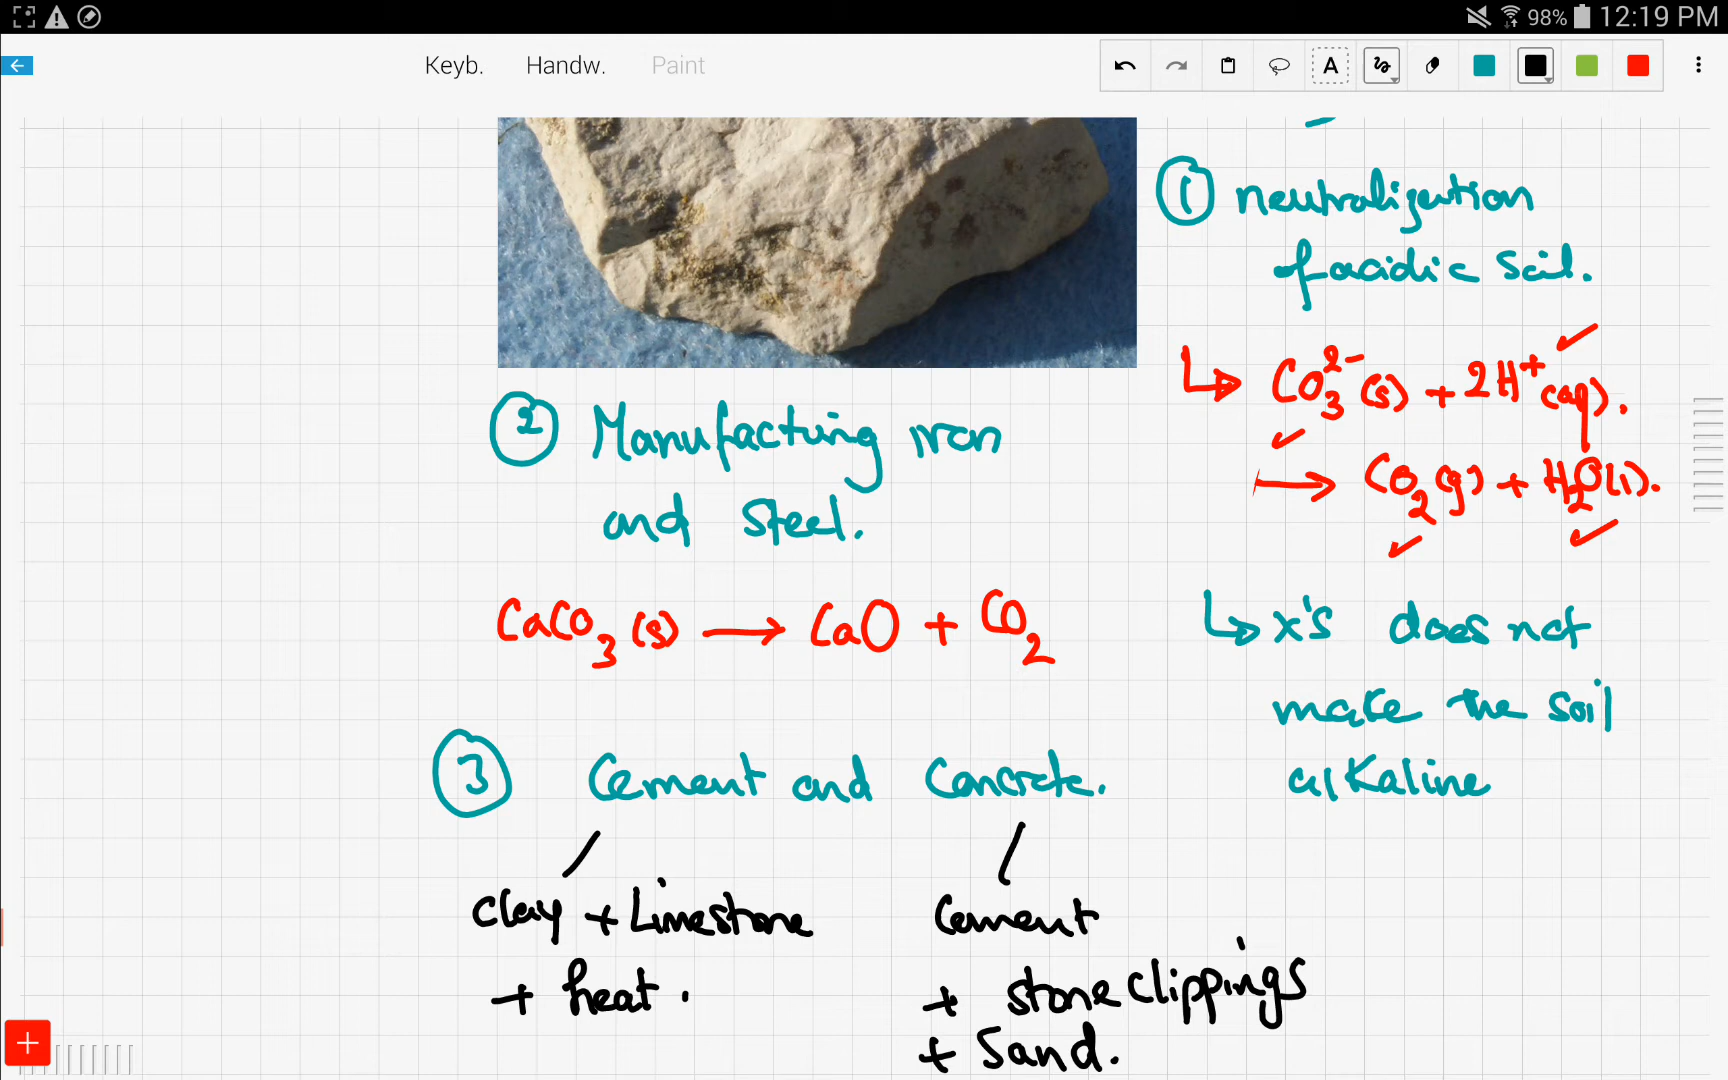 98% 12:19 PM
Keyb. Handw. Paint
A
① neutralization
of acidic soil.
↳ CO₃²⁻(s) + 2H⁺(aq).
⟶ CO₂(g) + H₂O(l).
↳ x's does not
make the soil
alkaline
② Manufacturing iron
and steel.
CaCO₃(s) ⟶ CaO + CO₂
③ Cement and Concrete.
clay + Limestone
+ heat.
Cement
+ stone clippings
+ Sand.